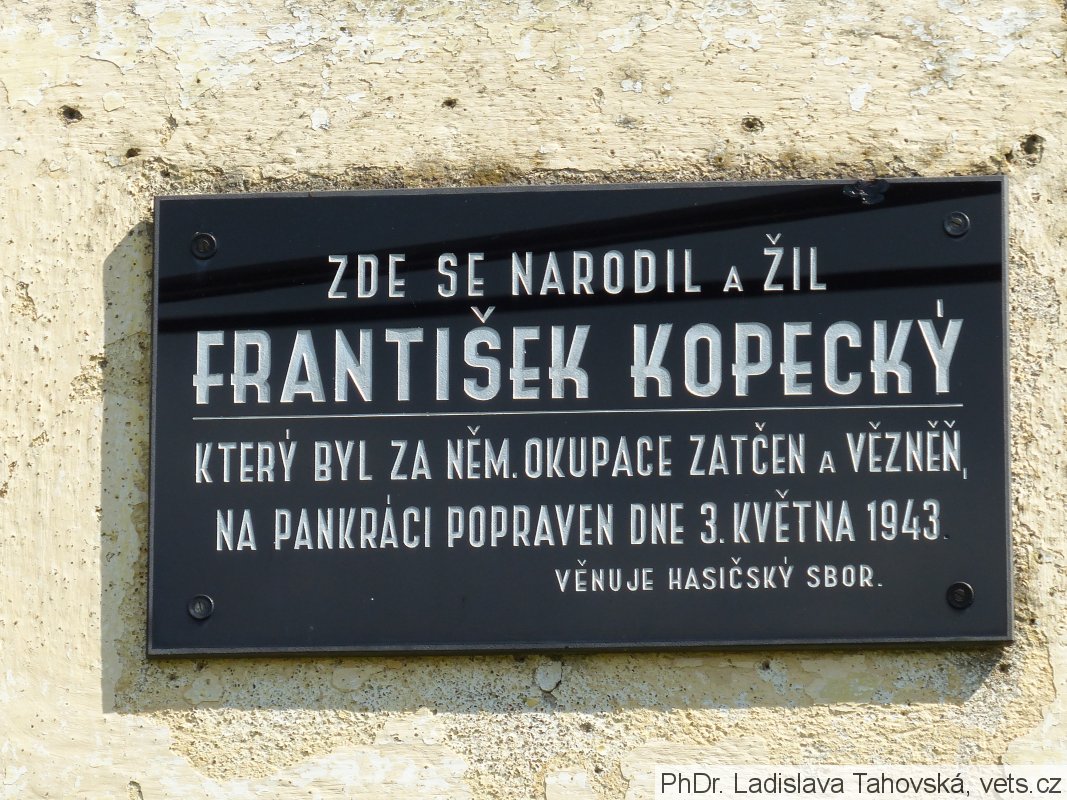 ZDE SE NARODIL A ŽIL
FRANTIŠEK KOPECKÝ
KTERÝ BYL ZA NĚM. OKUPACE ZATČEN A VĚZNĚŇ,
NA PANKRÁCI POPRAVEN DNE 3. KVĚTNA 1943.
VĚNUJE HASIČSKÝ SBOR.
PhDr. Ladislava Tahovská, vets.cz